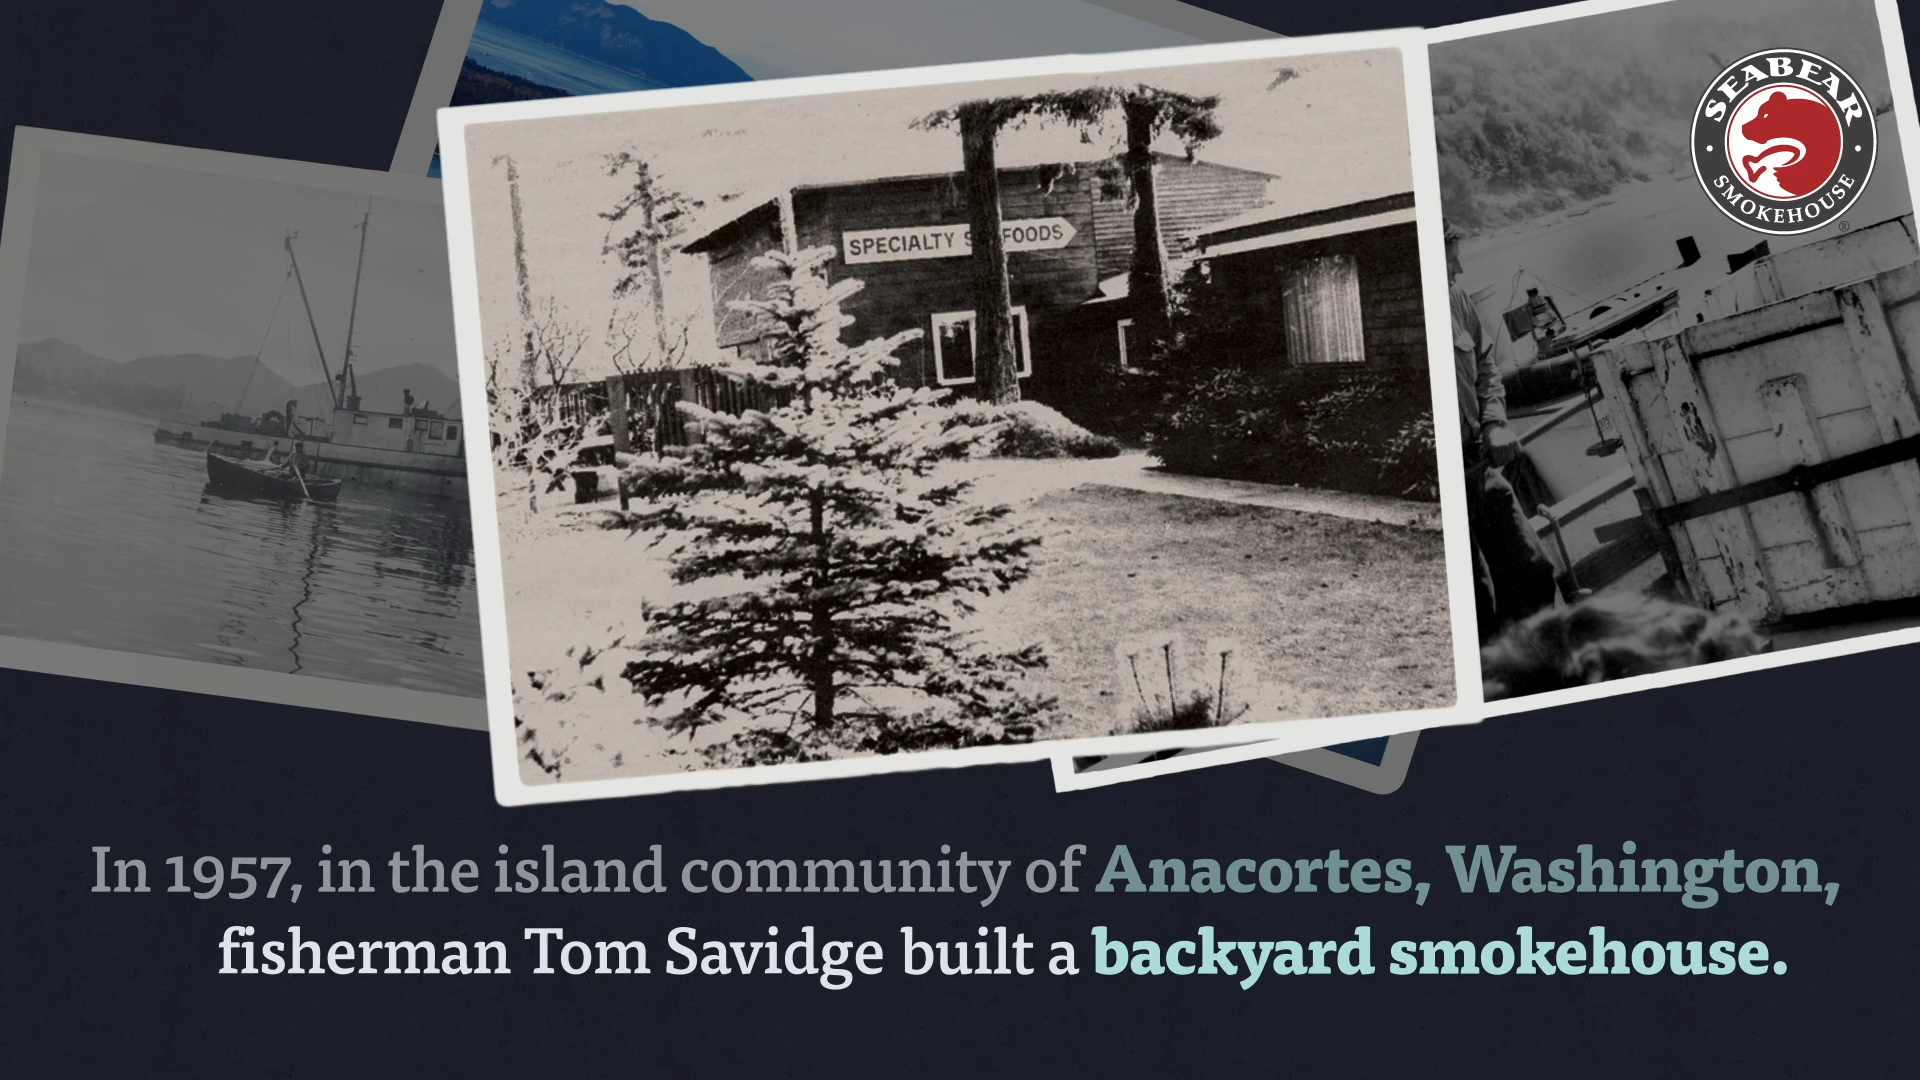 SEABEAR
SMOKEHOUSE
®
SPECIALTY S FOODS
In 1957, in the island community of Anacortes, Washington,
fisherman Tom Savidge built a backyard smokehouse.